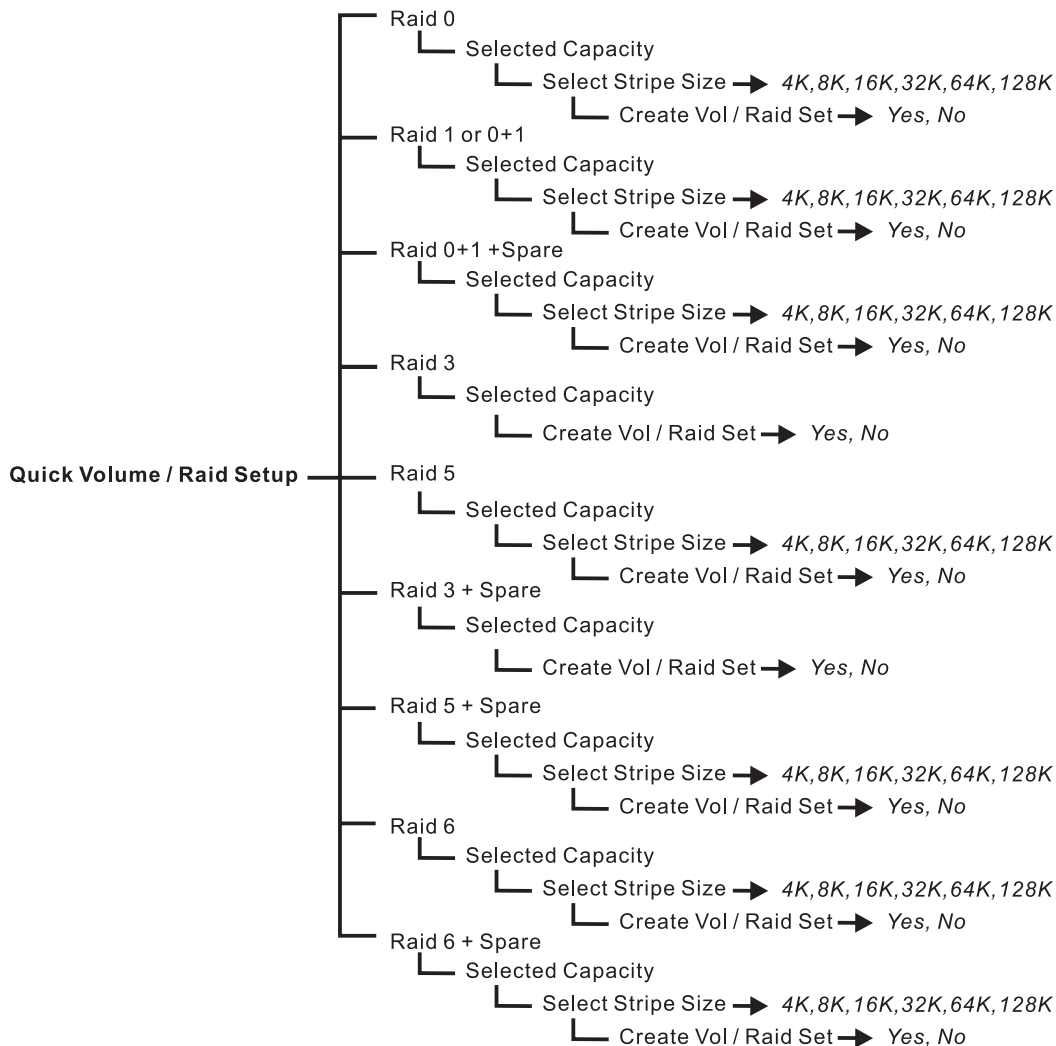 Raid 0
Selected Capacity
Select Stripe Size 4K,8K,16K,32K,64K,128K
Create Vol / Raid Set Yes, No
Raid 1 or 0+1
Selected Capacity
Select Stripe Size 4K,8K,16K,32K,64K,128K
Create Vol / Raid Set Yes, No
Raid 0+1 +Spare
Selected Capacity
Select Stripe Size 4K,8K,16K,32K,64K,128K
Create Vol / Raid Set Yes, No
Raid 3
Selected Capacity
Create Vol / Raid Set Yes, No
Quick Volume / Raid Setup
Raid 5
Selected Capacity
Select Stripe Size 4K,8K,16K,32K,64K,128K
Create Vol / Raid Set Yes, No
Raid 3 + Spare
Selected Capacity
Create Vol / Raid Set Yes, No
Raid 5 + Spare
Selected Capacity
Select Stripe Size 4K,8K,16K,32K,64K,128K
Create Vol / Raid Set Yes, No
Raid 6
Selected Capacity
Select Stripe Size 4K,8K,16K,32K,64K,128K
Create Vol / Raid Set Yes, No
Raid 6 + Spare
Selected Capacity
Select Stripe Size 4K,8K,16K,32K,64K,128K
Create Vol / Raid Set Yes, No